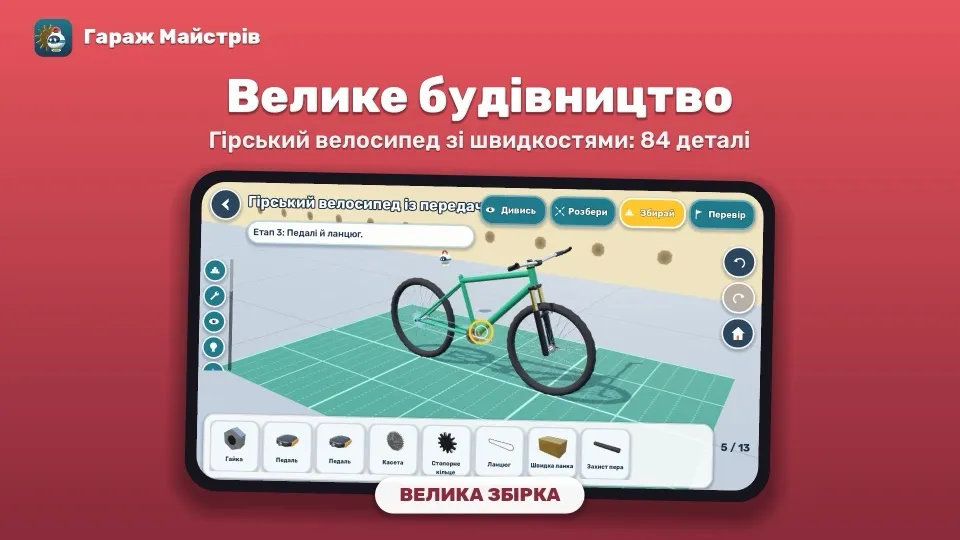 Гараж Майстрів
Велике будівництво
Гірський велосипед зі швидкостями: 84 деталі
Гірський велосипед із передач
Дивись
Розбери
Збирай
Перевір
Етап 3: Педалі й ланцюг.
Гайка
Педаль
Педаль
Касета
Стопорне
кільце
Ланцюг
Швидка ланка
Захист пера
5 / 13
ВЕЛИКА ЗБІРКА